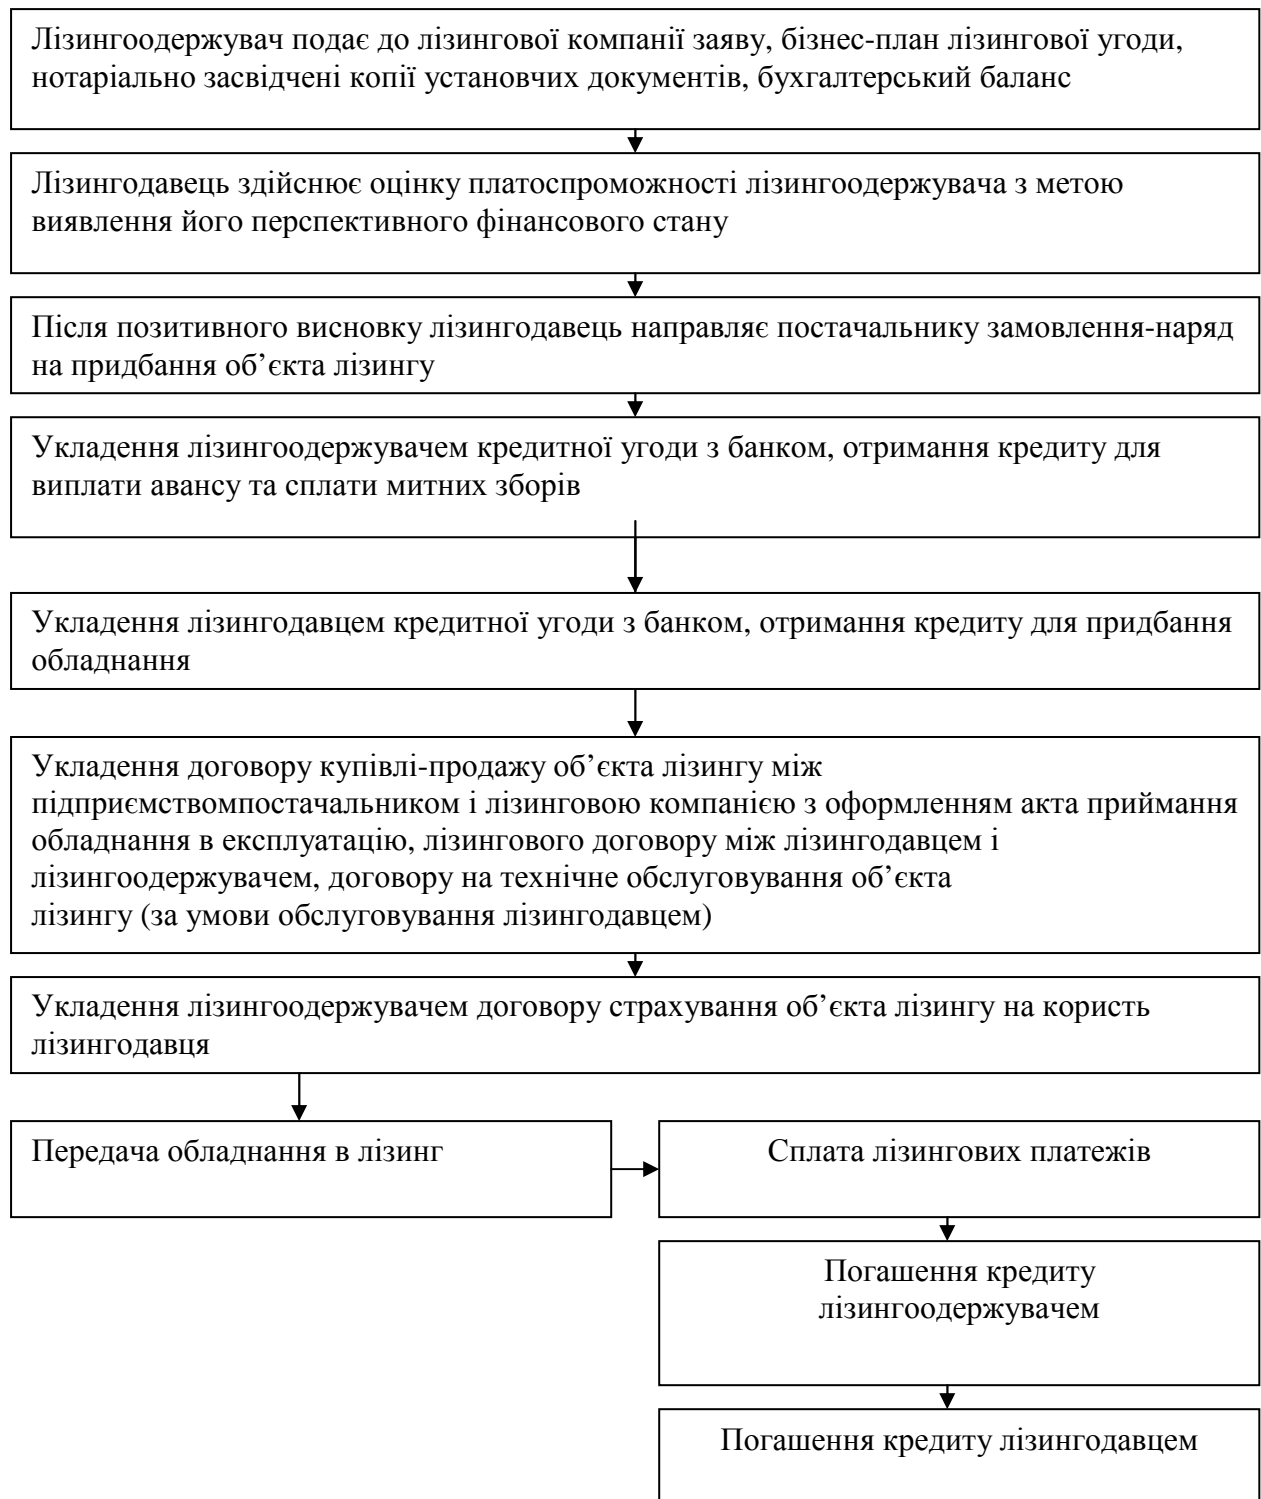 Лізингоодержувач подає до лізингової компанії заяву, бізнес-план лізингової угоди,
нотаріально засвідчені копії установчих документів, бухгалтерський баланс
Лізингодавець здійснює оцінку платоспроможності лізингоодержувача з метою
виявлення його перспективного фінансового стану
Після позитивного висновку лізингодавець направляє постачальнику замовлення-наряд
на придбання об’єкта лізингу
Укладення лізингоодержувачем кредитної угоди з банком, отримання кредиту для
виплати авансу та сплати митних зборів
Укладення лізингодавцем кредитної угоди з банком, отримання кредиту для придбання
обладнання
Укладення договору купівлі-продажу об’єкта лізингу між
підприємствомпостачальником і лізинговою компанією з оформленням акта приймання
обладнання в експлуатацію, лізингового договору між лізингодавцем і
лізингоодержувачем, договору на технічне обслуговування об’єкта
лізингу (за умови обслуговування лізингодавцем)
Укладення лізингоодержувачем договору страхування об’єкта лізингу на користь
лізингодавця
Передача обладнання в лізинг
Сплата лізингових платежів
Погашення кредиту
лізингоодержувачем
Погашення кредиту лізингодавцем